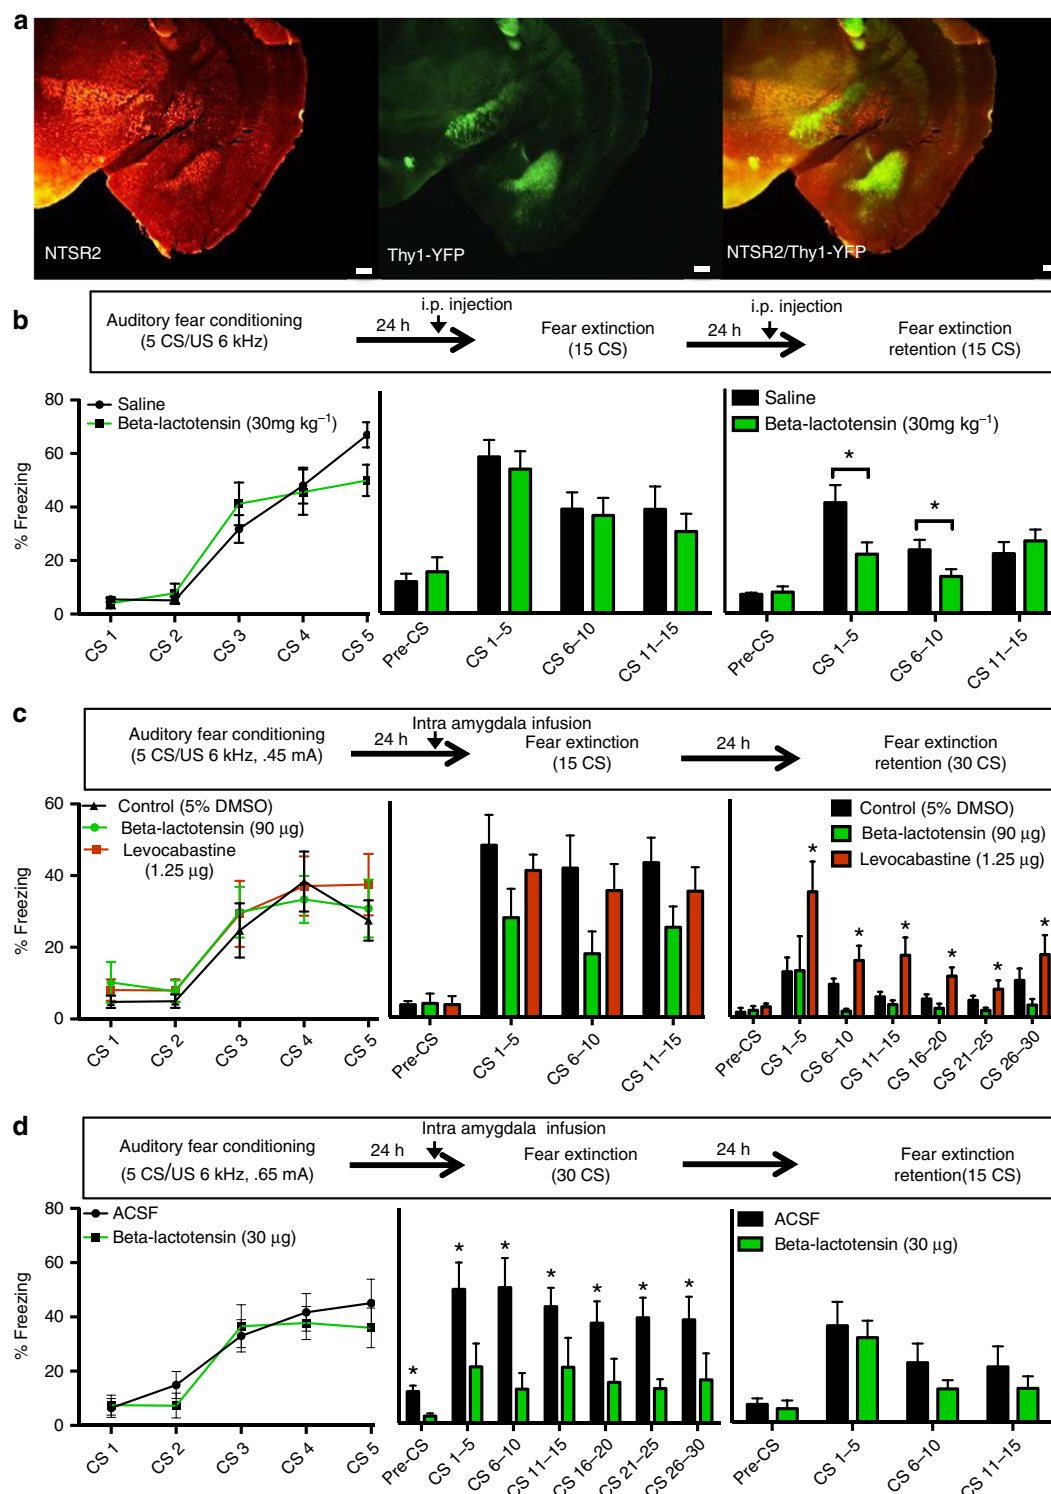 a
NTSR2
Thy1-YFP
NTSR2/Thy1-YFP
b
Auditory fear conditioning
(5 CS/US 6 kHz)
24 h
i.p. injection
Fear extinction
(15 CS)
24 h
i.p. injection
Fear extinction
retention (15 CS)
% Freezing
80
60
40
20
0
Saline
Beta-lactotensin (30mg kg⁻¹)
CS 1
CS 2
CS 3
CS 4
CS 5
Pre-CS
CS 1–5
CS 6–10
CS 11–15
Saline
Beta-lactotensin (30mg kg⁻¹)
*
*
Pre-CS
CS 1–5
CS 6–10
CS 11–15
c
Auditory fear conditioning
(5 CS/US 6 kHz, .45 mA)
24 h
Intra amygdala infusion
Fear extinction
(15 CS)
24 h
Fear extinction
retention (30 CS)
% Freezing
60
40
20
0
Control (5% DMSO)
Beta-lactotensin (90 µg)
Levocabastine
(1.25 µg)
CS 1
CS 2
CS 3
CS 4
CS 5
Pre-CS
CS 1–5
CS 6–10
CS 11–15
Control (5% DMSO)
Beta-lactotensin (90 µg)
Levocabastine (1.25 µg)
*
*
*
*
*
*
Pre-CS
CS 1–5
CS 6–10
CS 11–15
CS 16–20
CS 21–25
CS 26–30
d
Auditory fear conditioning
(5 CS/US 6 kHz, .65 mA)
24 h
Intra amygdala infusion
Fear extinction
(30 CS)
24 h
Fear extinction
retention(15 CS)
% Freezing
80
60
40
20
0
ACSF
Beta-lactotensin (30 µg)
CS 1
CS 2
CS 3
CS 4
CS 5
*
*
*
*
*
*
*
Pre-CS
CS 1–5
CS 6–10
CS 11–15
CS 16–20
CS 21–25
CS 26–30
ACSF
Beta-lactotensin (30 µg)
Pre-CS
CS 1–5
CS 6–10
CS 11–15